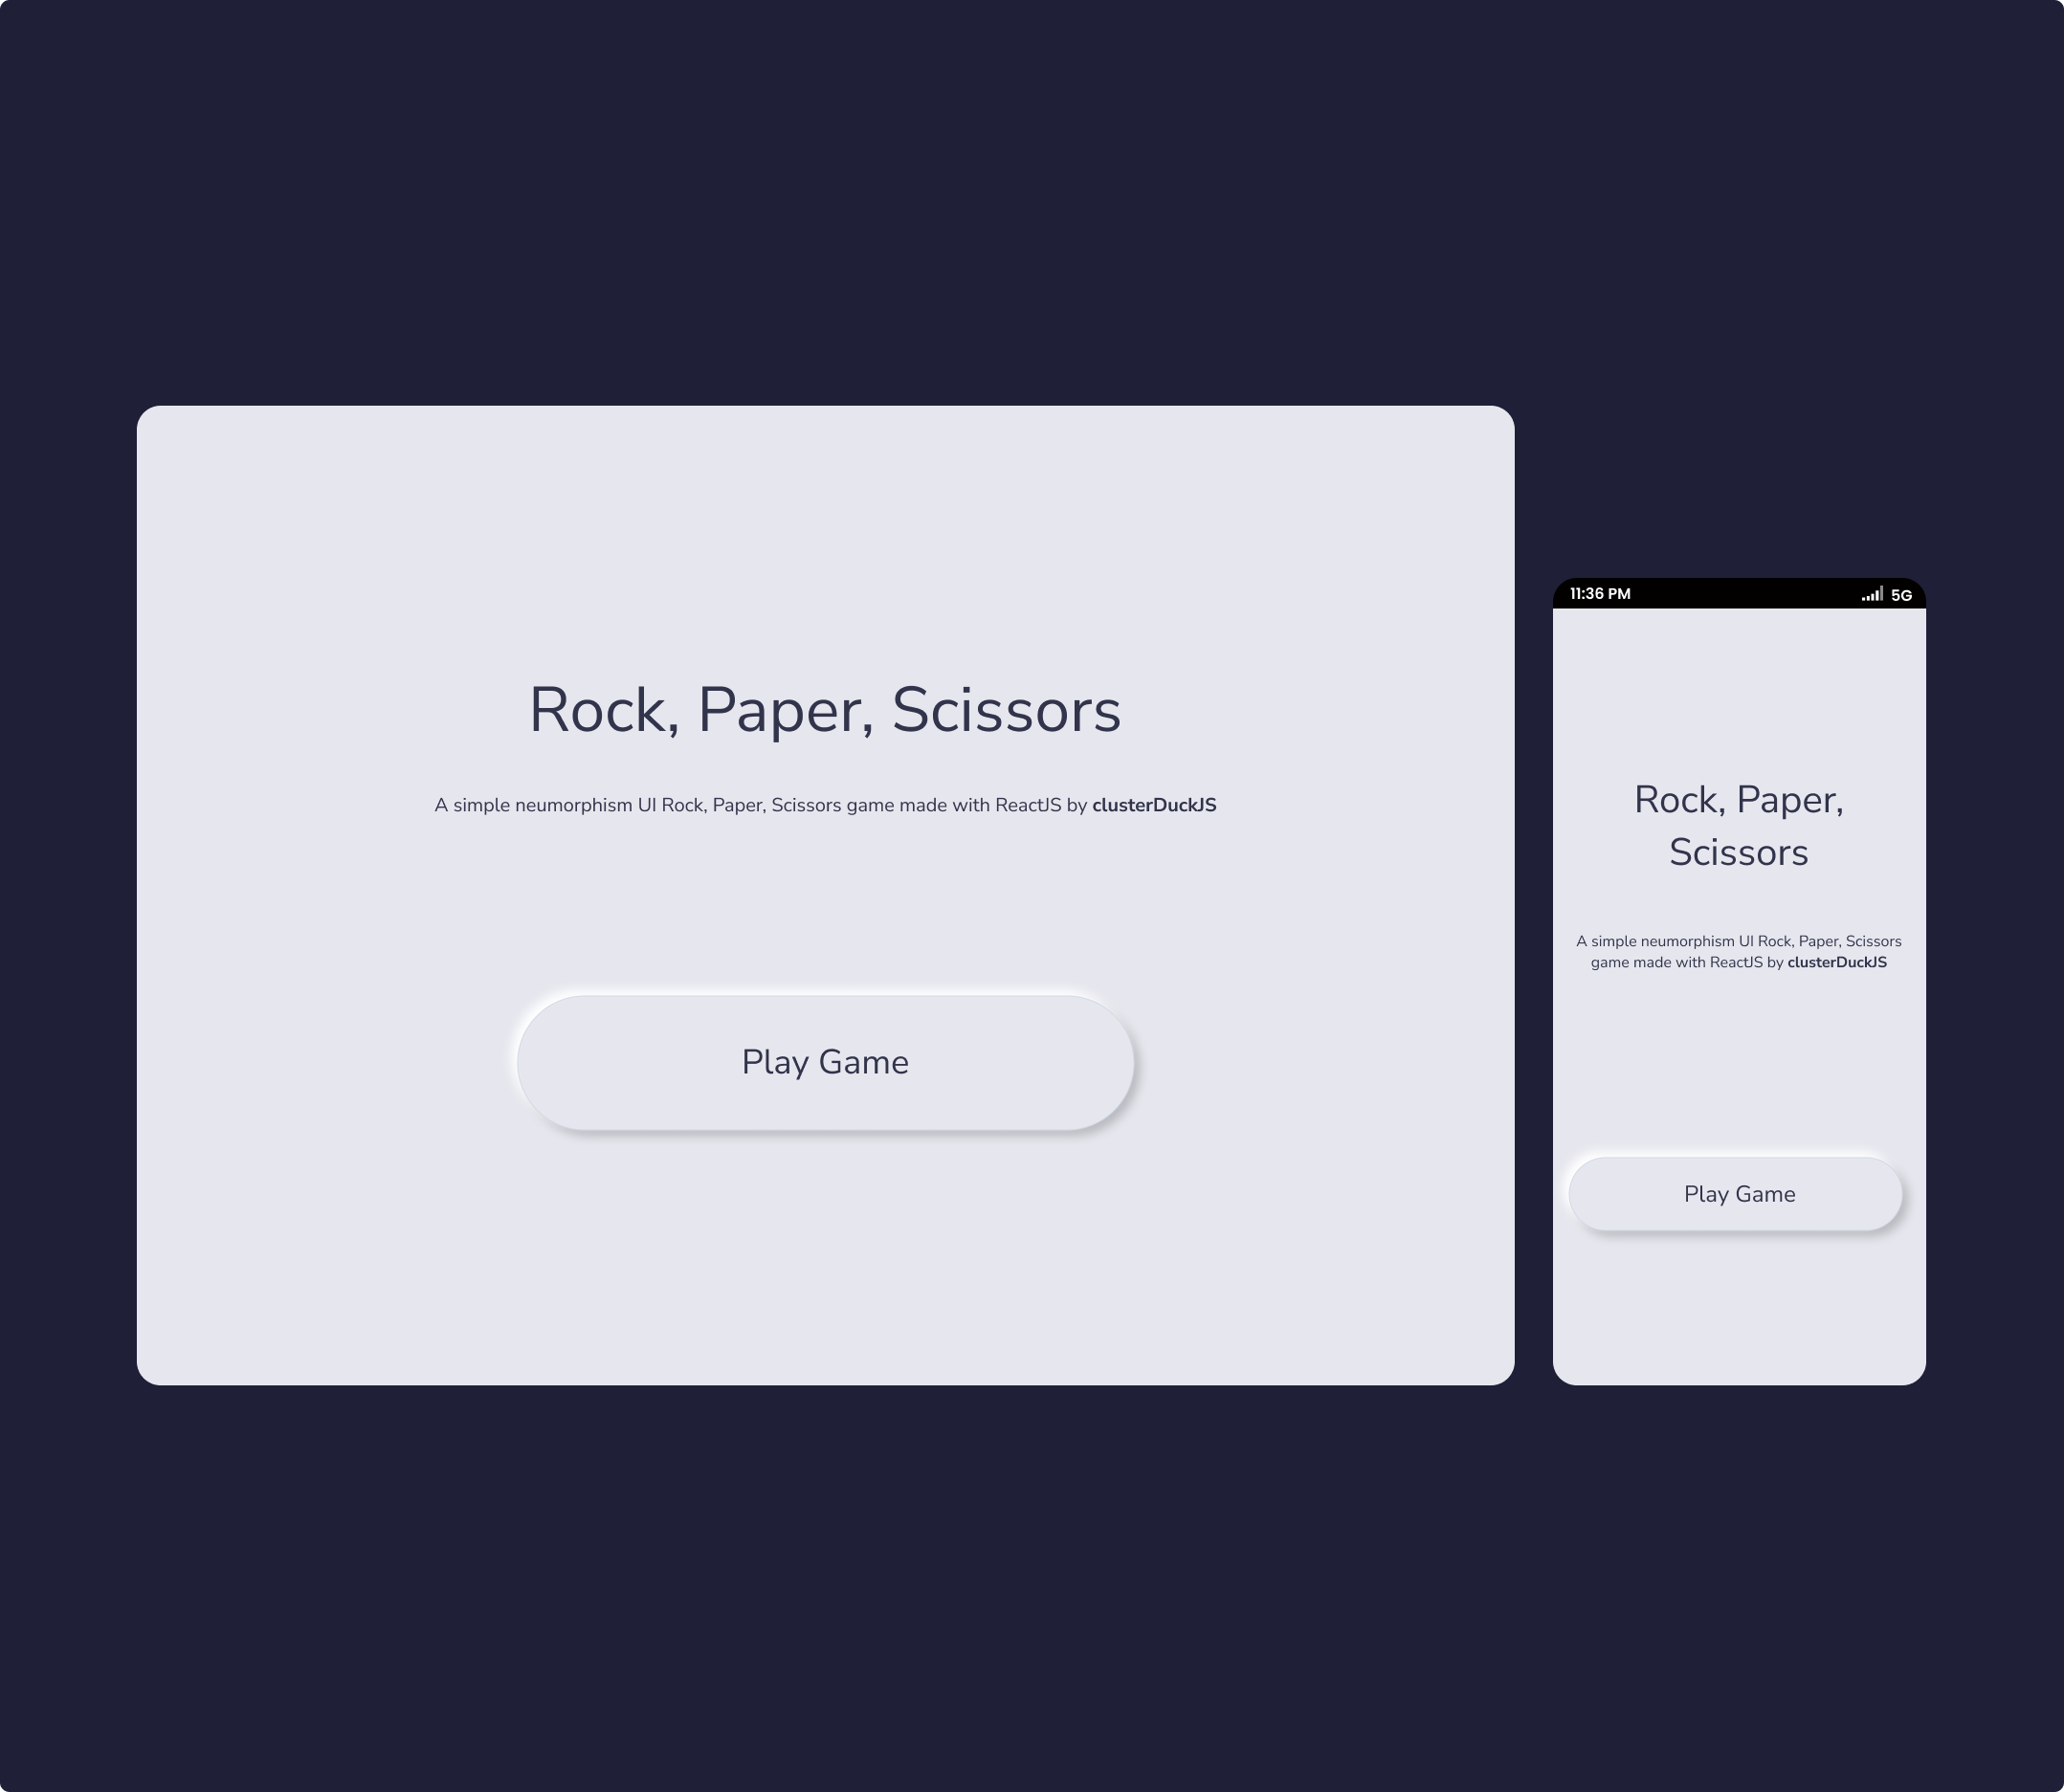 Rock, Paper, Scissors
A simple neumorphism UI Rock, Paper, Scissors game made with ReactJS by clusterDuckJS
Play Game
11:36 PM 5G
Rock, Paper,
Scissors
A simple neumorphism UI Rock, Paper, Scissors
game made with ReactJS by clusterDuckJS
Play Game